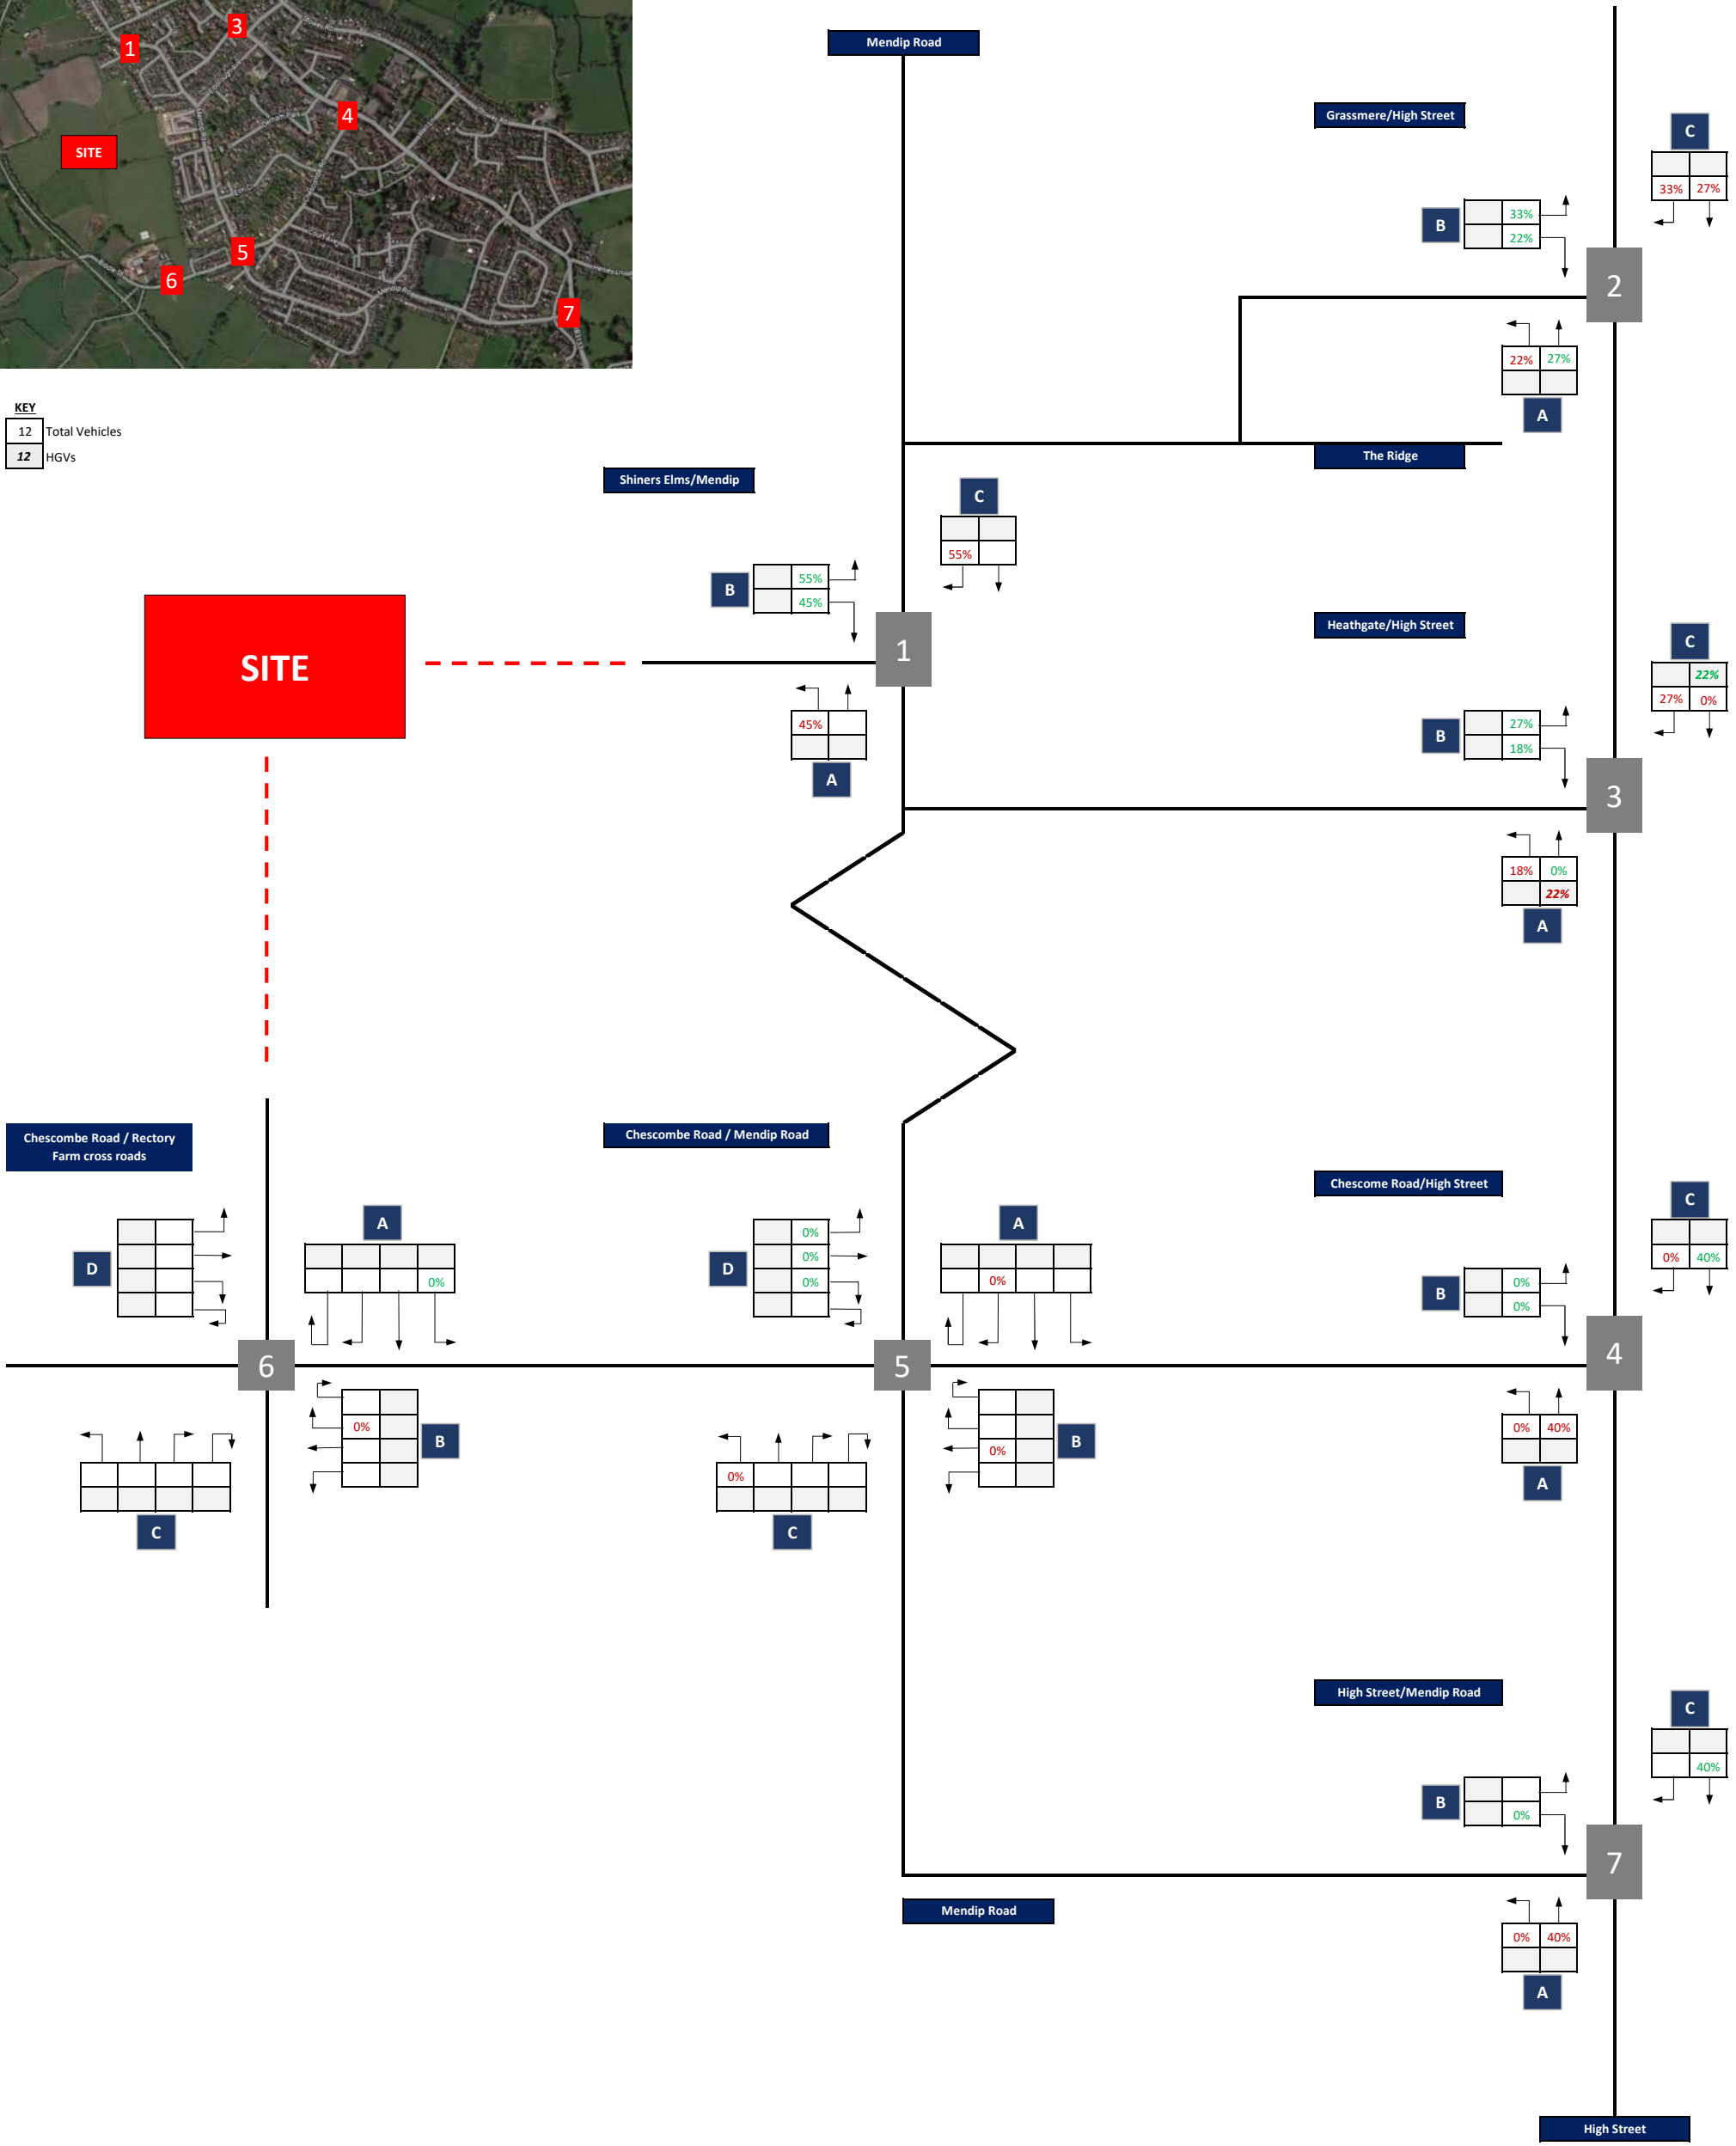 3
1
4
SITE
5
6
7
KEY
12 Total Vehicles
12 HGVs
Mendip Road
Grassmere/High Street
C
33% 27%
B
33%
22%
2
22% 27%
A
The Ridge
Shiners Elms/Mendip
C
55%
B
55%
45%
1
SITE
45%
A
Heathgate/High Street
C
22%
27% 0%
B
27%
18%
3
18% 0%
22%
A
Chescombe Road / Rectory
Farm cross roads
Chescombe Road / Mendip Road
Chescome Road/High Street
A
0%
D
6
0%
B
C
A
0%
D
0%
0%
0%
5
0%
B
0%
C
C
0% 40%
B
0%
0%
4
0% 40%
A
High Street/Mendip Road
C
40%
B
0%
7
Mendip Road
0% 40%
A
High Street